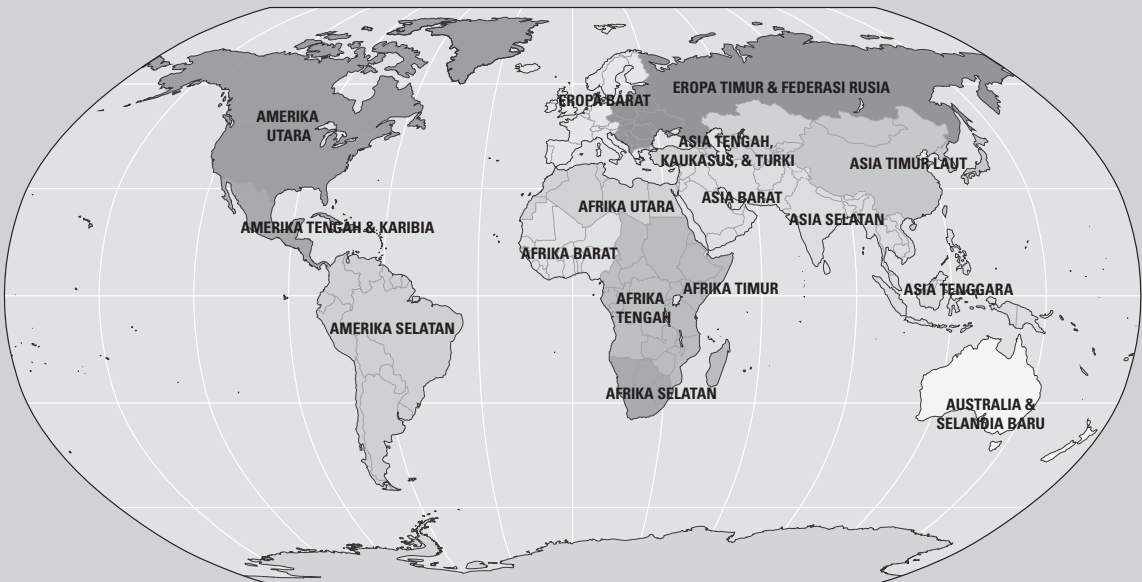 EROPA TIMUR & FEDERASI RUSIA
EROPA BARAT
AMERIKA
UTARA
ASIA TENGAH,
KAUKASUS, & TURKI
ASIA TIMUR LAUT
ASIA BARAT
AFRIKA UTARA
ASIA SELATAN
AMERIKA TENGAH & KARIBIA
AFRIKA BARAT
AFRIKA TIMUR
ASIA TENGGARA
AFRIKA
TENGAH
AMERIKA SELATAN
AFRIKA SELATAN
AUSTRALIA &
SELANDIA BARU